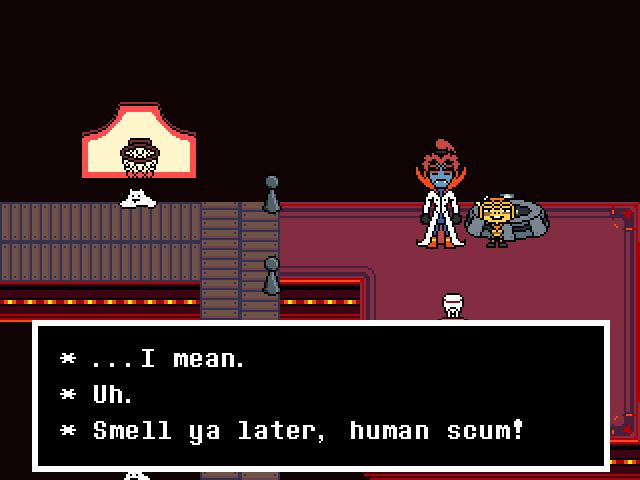 * ...I mean.
* Uh.
* Smell ya later, human scum!